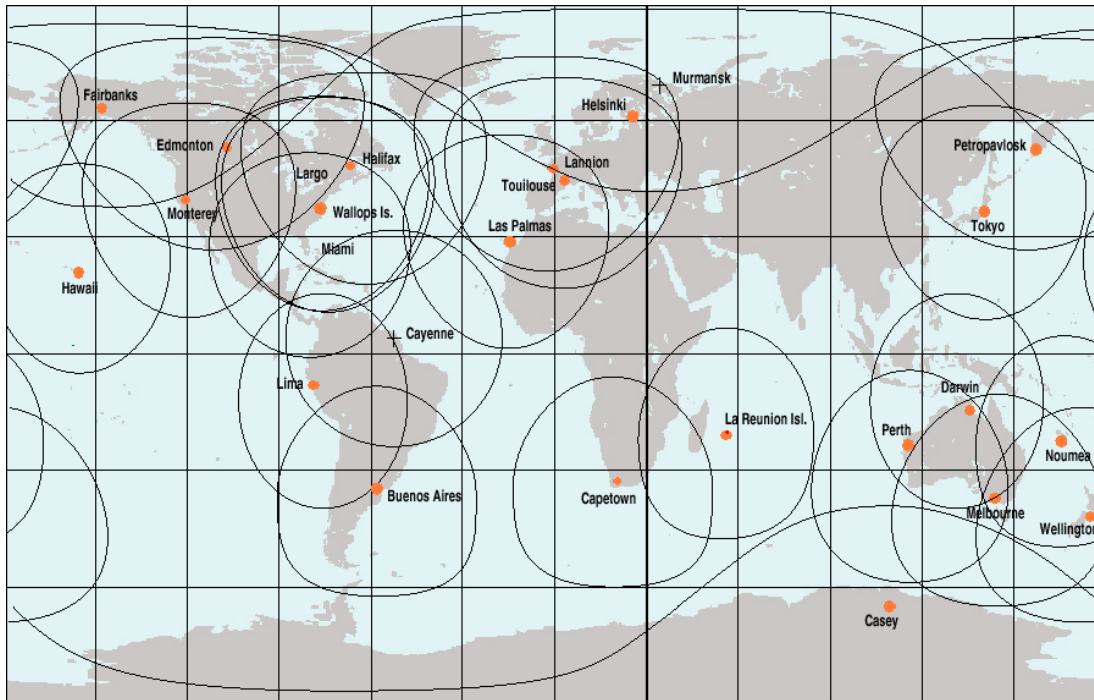 Murmansk
Fairbanks
Helsinki
Edmonton
Petropavlosk
Halifax
Lannion
Largo
Touilouse
Monterey
Wallops Is.
Las Palmas
Tokyo
Miami
Hawaii
Cayenne
Lima
Darwin
La Reunion Isl.
Perth
Noumea
Buenos Aires
Capetown
Melbourne
Wellington
Casey